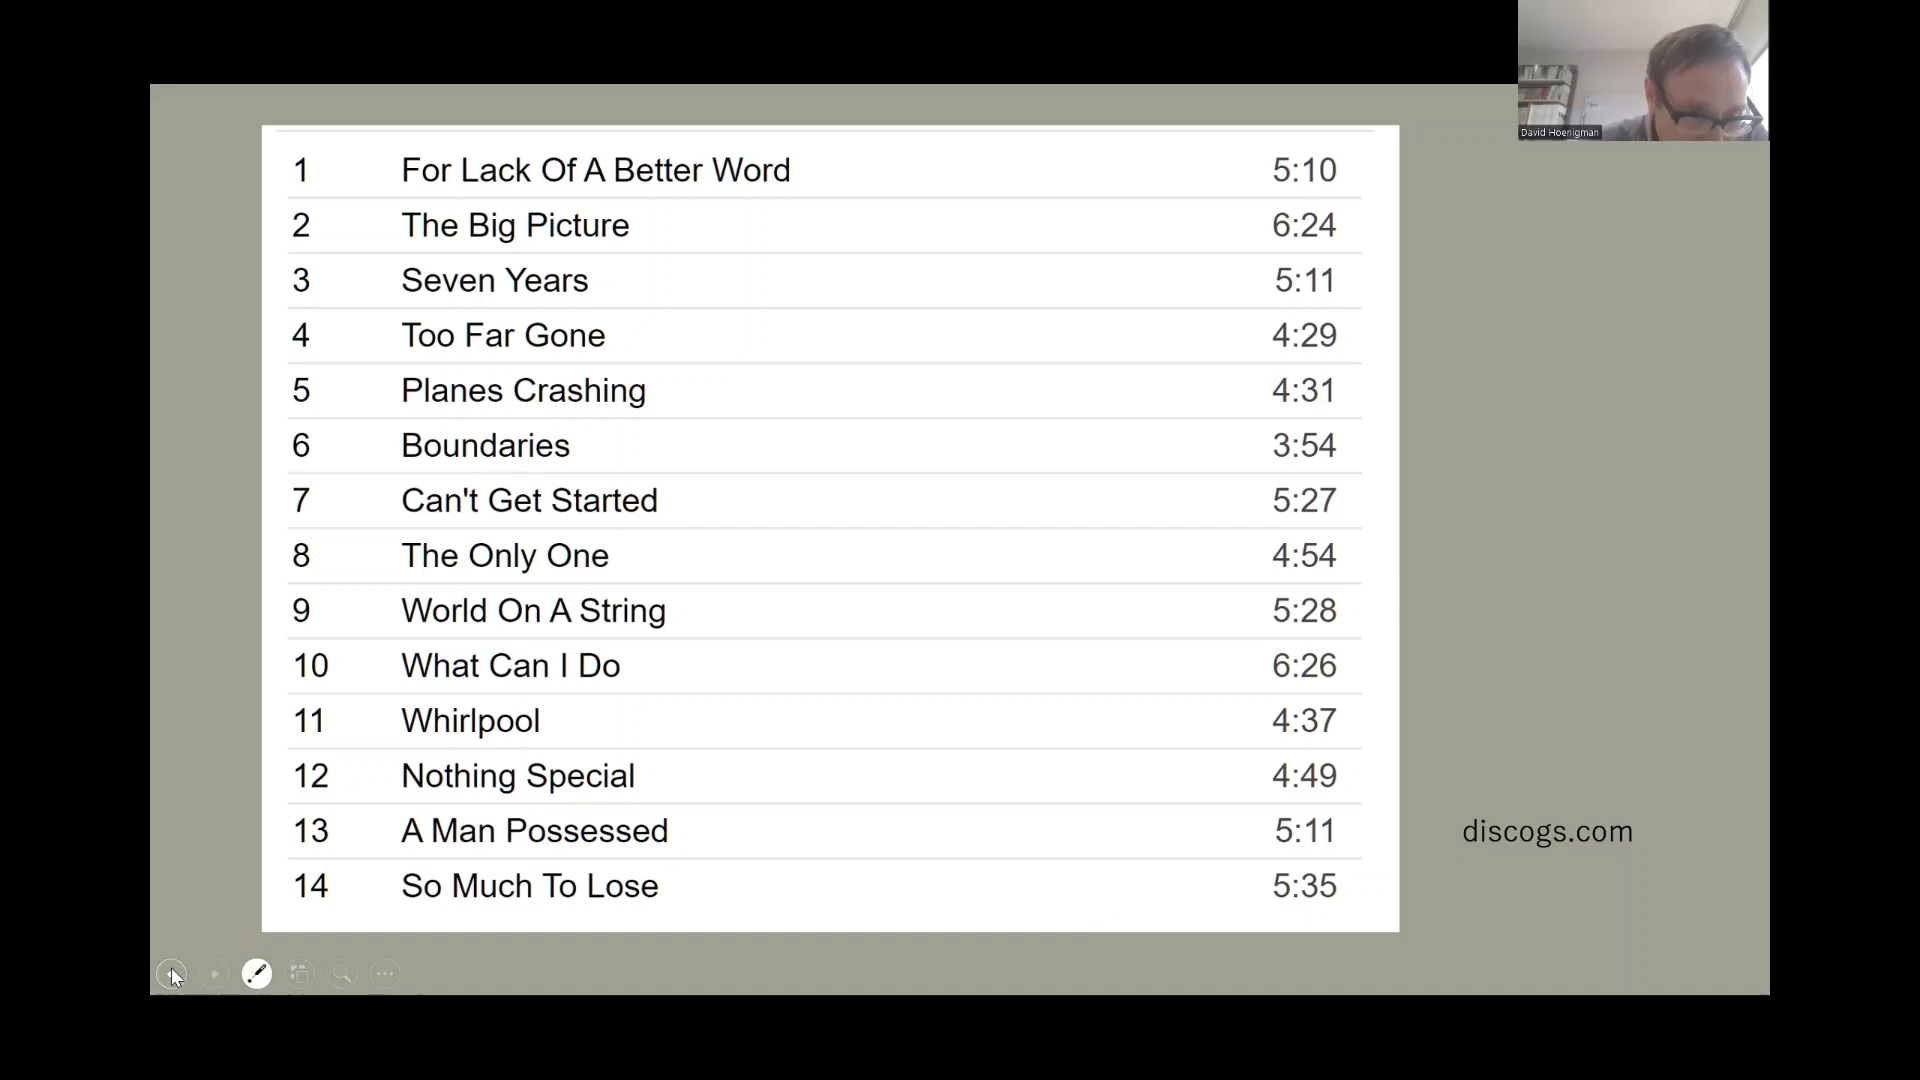 David Hoenigman
1 For Lack Of A Better Word 5:10
2 The Big Picture 6:24
3 Seven Years 5:11
4 Too Far Gone 4:29
5 Planes Crashing 4:31
6 Boundaries 3:54
7 Can't Get Started 5:27
8 The Only One 4:54
9 World On A String 5:28
10 What Can I Do 6:26
11 Whirlpool 4:37
12 Nothing Special 4:49
13 A Man Possessed 5:11
14 So Much To Lose 5:35
discogs.com